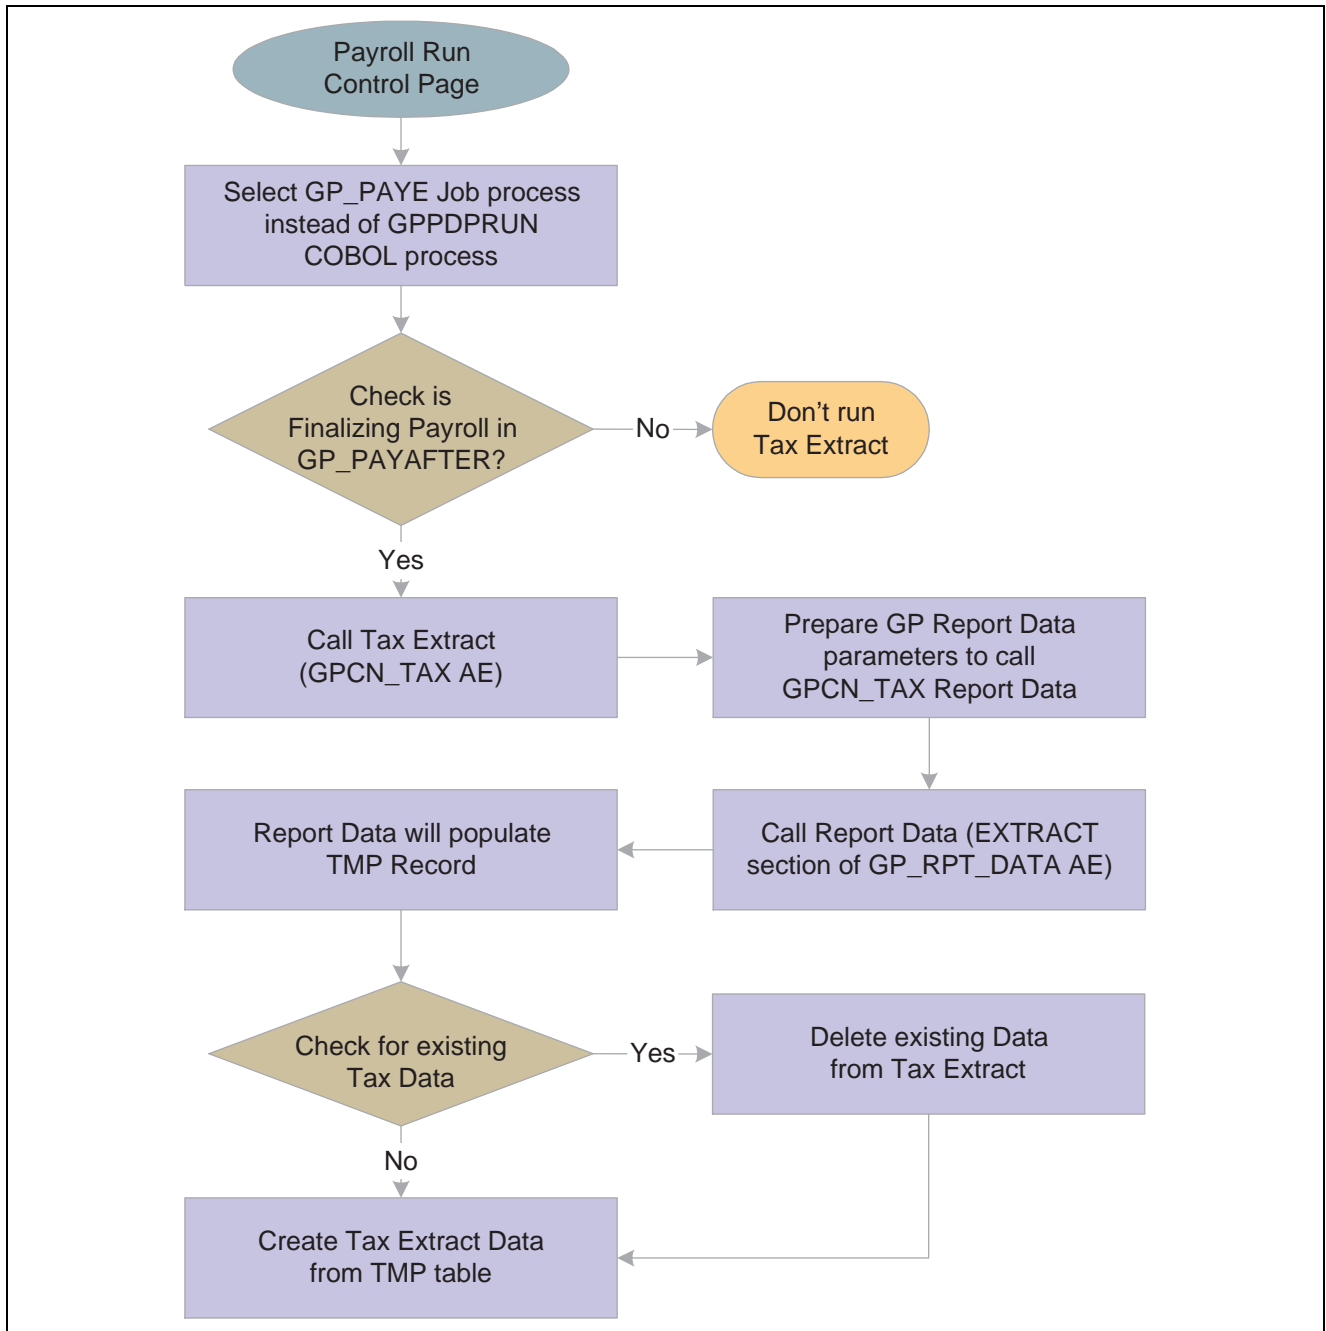 Payroll Run
Control Page
Select GP_PAYE Job process
instead of GPPDPRUN
COBOL process
Check is
Finalizing Payroll in
GP_PAYAFTER?
No
Don’t run
Tax Extract
Yes
Call Tax Extract
(GPCN_TAX AE)
Prepare GP Report Data
parameters to call
GPCN_TAX Report Data
Call Report Data (EXTRACT
section of GP_RPT_DATA AE)
Report Data will populate
TMP Record
Check for existing
Tax Data
Yes
Delete existing Data
from Tax Extract
No
Create Tax Extract Data
from TMP table